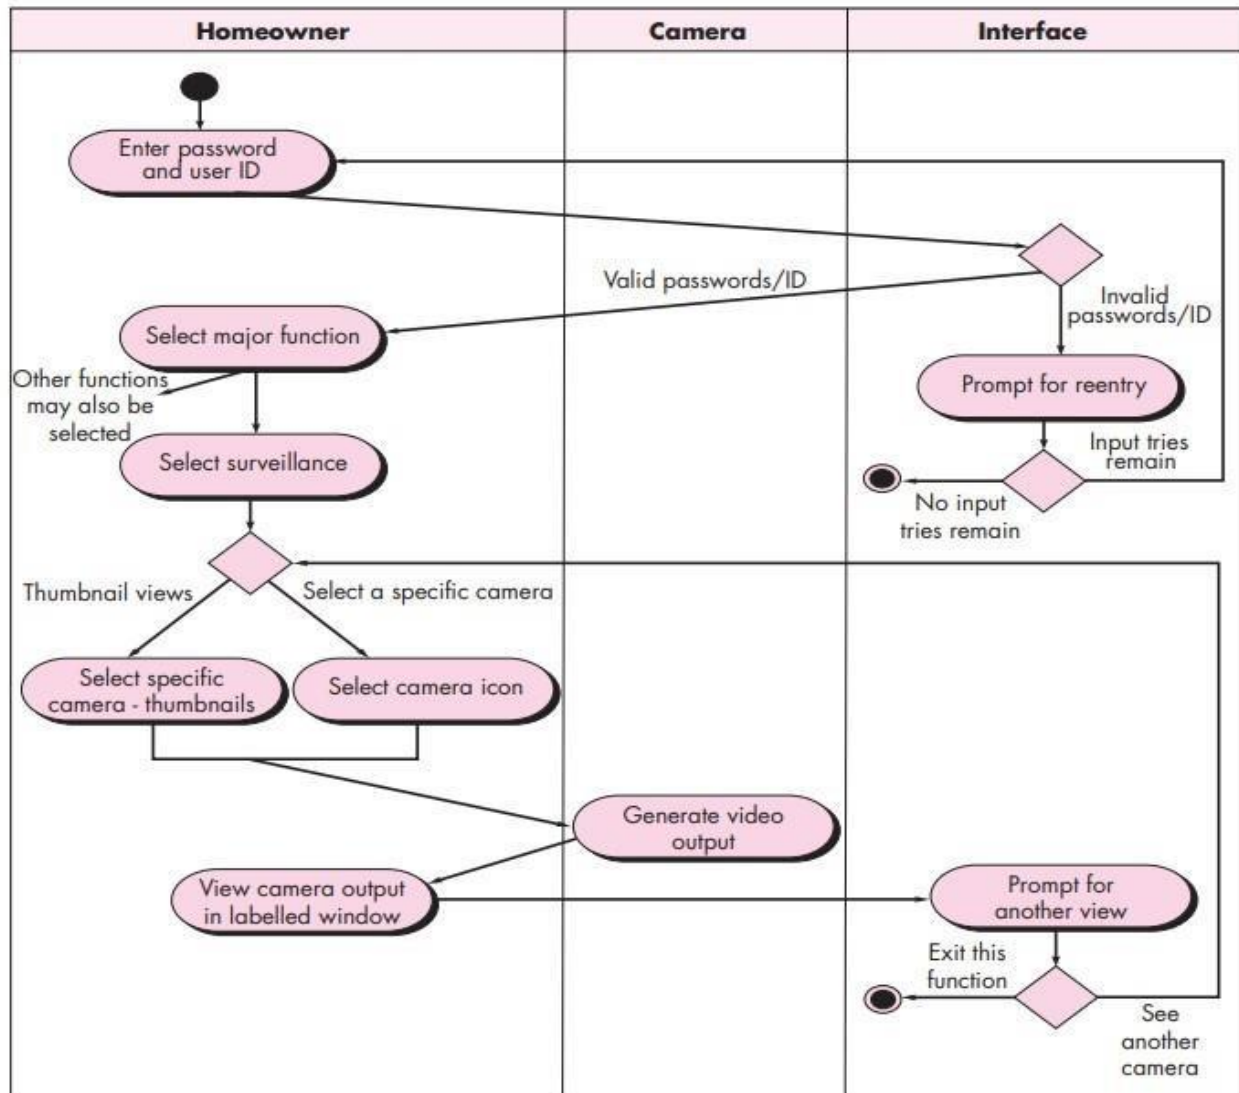 Homeowner
Camera
Interface
Enter password
and user ID
Valid passwords/ID
Invalid
passwords/ID
Select major function
Other functions
may also be
selected
Prompt for reentry
Input tries
remain
Select surveillance
No input
tries remain
Thumbnail views
Select a specific camera
Select specific
camera - thumbnails
Select camera icon
Generate video
output
View camera output
in labelled window
Prompt for
another view
Exit this
function
See
another
camera